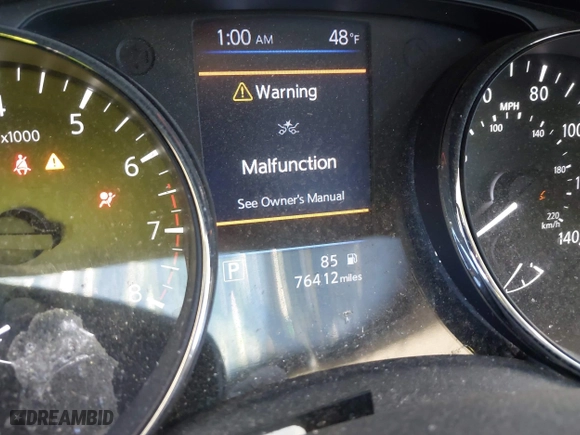 1:00 AM 48°F
Warning
Malfunction
See Owner's Manual
P 85
76412 miles
4 5 6 7 8
x1000
0 80 100
MPH
100 140 180 220
km/h
140
DREAMBID